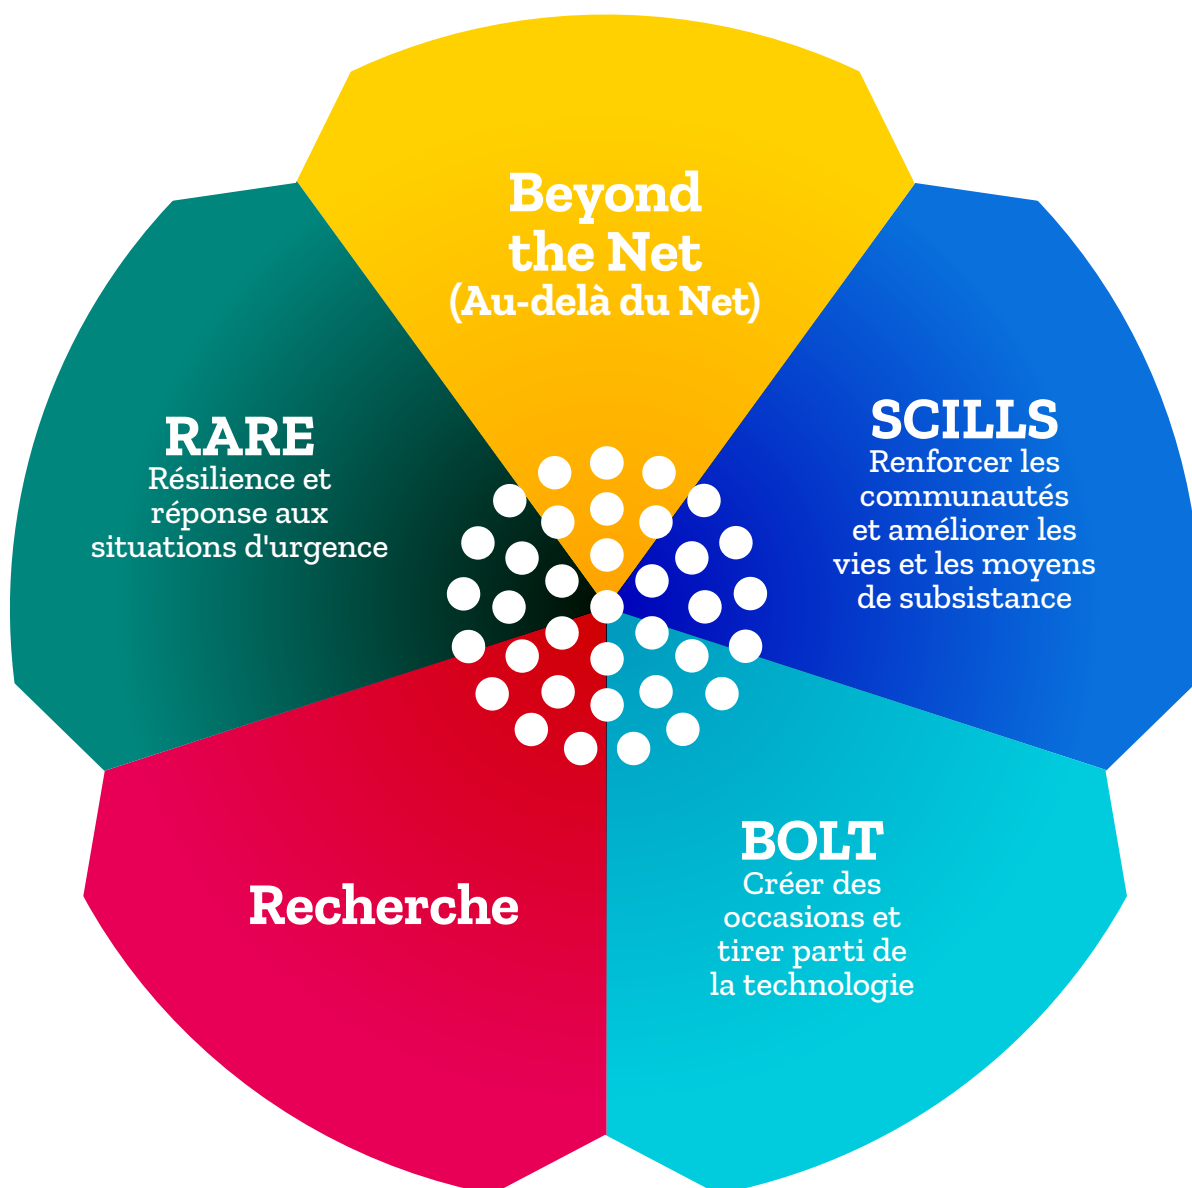 Beyond
the Net
(Au-delà du Net)
RARE
Résilience et
réponse aux
situations d'urgence
SCILLS
Renforcer les
communautés
et améliorer les
vies et les moyens
de subsistance
Recherche
BOLT
Créer des
occasions et
tirer parti de
la technologie